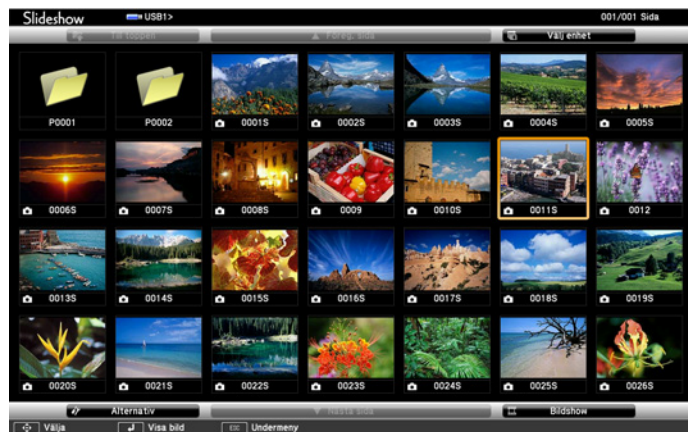 Slideshow USB1> 001/001 Sida
Till toppen Föreg. sida Välj enhet
P0001 P0002 0001S 0002S 0003S 0004S 0005S
0006S 0007S 0008S 0009 0010S 0011S 0012
0013S 0014S 0015S 0016S 0017S 0018S 0019S
0020S 0021S 0022S 0023S 0024S 0025S 0026S
Alternativ Nästa sida Bildshow
Välja Visa bild ESC Undermeny